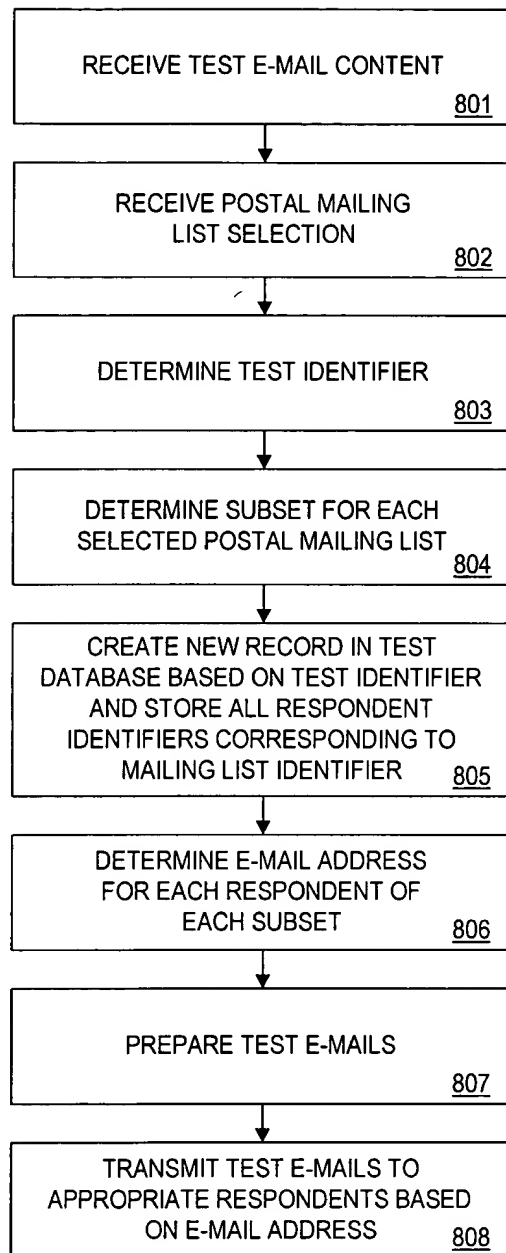 RECEIVE TEST E-MAIL CONTENT
801
RECEIVE POSTAL MAILING
LIST SELECTION
802
DETERMINE TEST IDENTIFIER
803
DETERMINE SUBSET FOR EACH
SELECTED POSTAL MAILING LIST
804
CREATE NEW RECORD IN TEST
DATABASE BASED ON TEST IDENTIFIER
AND STORE ALL RESPONDENT
IDENTIFIERS CORRESPONDING TO
MAILING LIST IDENTIFIER
805
DETERMINE E-MAIL ADDRESS
FOR EACH RESPONDENT OF
EACH SUBSET
806
PREPARE TEST E-MAILS
807
TRANSMIT TEST E-MAILS TO
APPROPRIATE RESPONDENTS BASED
ON E-MAIL ADDRESS
808